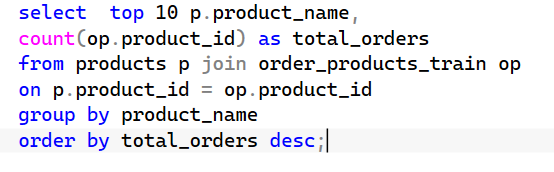 select  top 10 p.product_name,
count(op.product_id) as total_orders
from products p join order_products_train op
on p.product_id = op.product_id
group by product_name
order by total_orders desc;